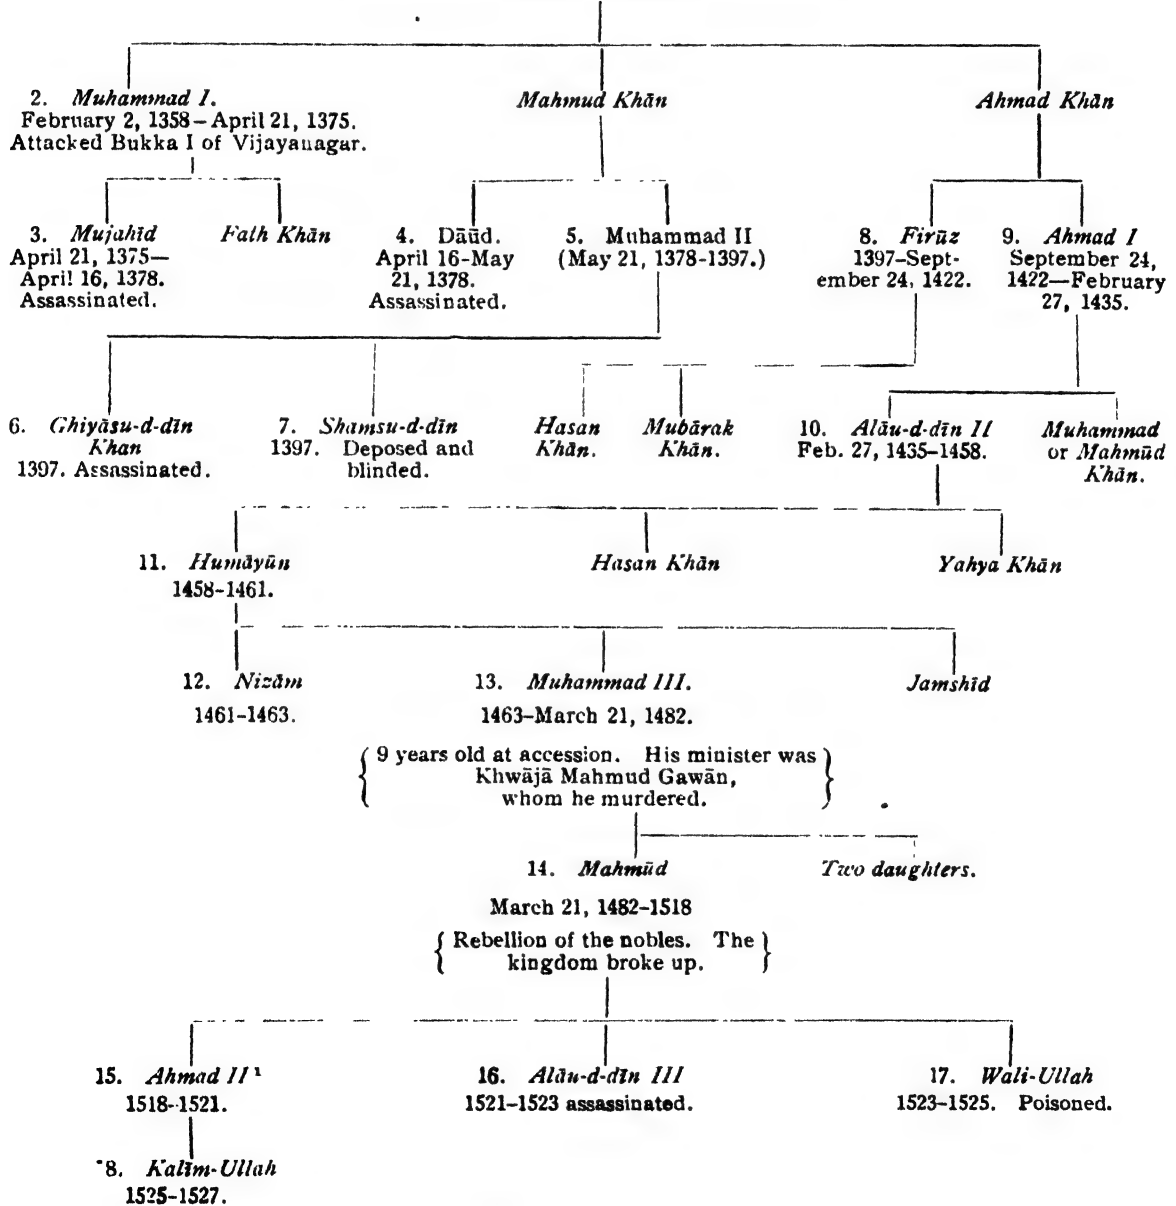 2. Muhammad I.
February 2, 1358–April 21, 1375.
Attacked Bukka I of Vijayanagar.
Mahmud Khān
Ahmad Khān
3. Mujahīd
April 21, 1375—
April 16, 1378.
Assassinated.
Fath Khān
4. Dāūd.
April 16-May
21, 1378.
Assassinated.
5. Muhammad II
(May 21, 1378-1397.)
8. Firūz
1397–Sept-
ember 24, 1422.
9. Ahmad I
September 24,
1422—February
27, 1435.
6. Ghiyāsu-d-dīn
Khan
1397. Assassinated.
7. Shamsu-d-dīn
1397. Deposed and
blinded.
Hasan
Khān.
Mubārak
Khān.
10. Alāu-d-dīn II
Feb. 27, 1435–1458.
Muhammad
or Mahmūd
Khān.
11. Humāyūn
1458–1461.
Hasan Khān
Yahya Khān
12. Nizām
1461–1463.
13. Muhammad III.
1463–March 21, 1482.
Jamshīd
9 years old at accession. His minister was
Khwājā Mahmud Gawān,
whom he murdered.
14. Mahmūd
March 21, 1482–1518
Two daughters.
Rebellion of the nobles. The
kingdom broke up.
15. Ahmad II ¹
1518–1521.
16. Alāu-d-dīn III
1521–1523 assassinated.
17. Wali-Ullah
1523–1525. Poisoned.
8. Kalīm-Ullah
1525–1527.